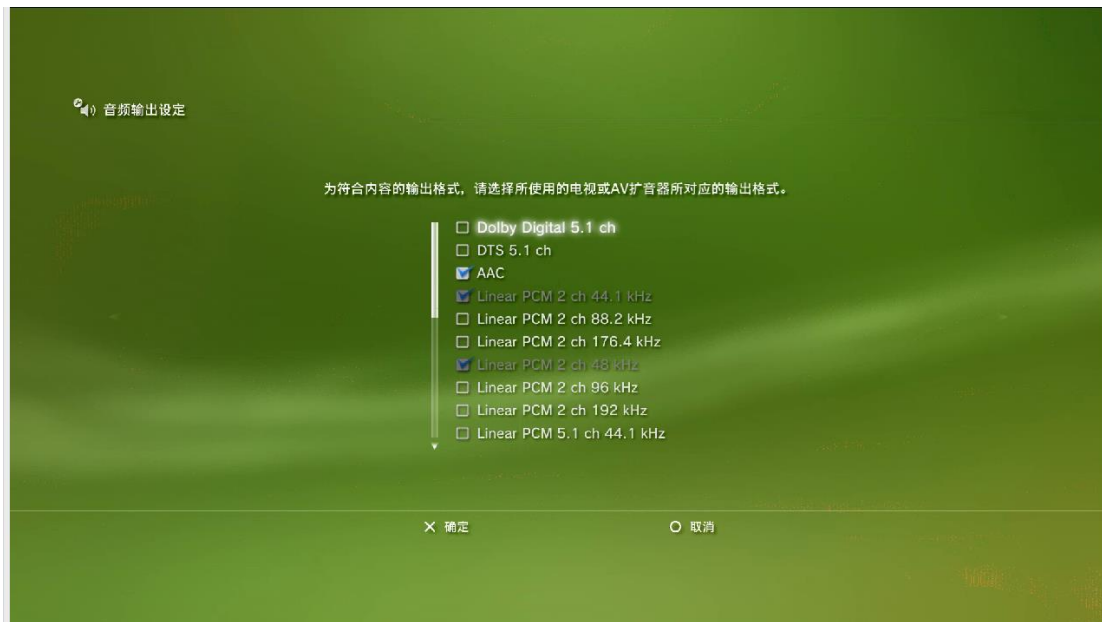 音频输出设定
为符合内容的输出格式，请选择所使用的电视或AV扩音器所对应的输出格式。
Dolby Digital 5.1 ch
DTS 5.1 ch
AAC
Linear PCM 2 ch 44.1 kHz
Linear PCM 2 ch 88.2 kHz
Linear PCM 2 ch 176.4 kHz
Linear PCM 2 ch 48 kHz
Linear PCM 2 ch 96 kHz
Linear PCM 2 ch 192 kHz
Linear PCM 5.1 ch 44.1 kHz
确定 取消